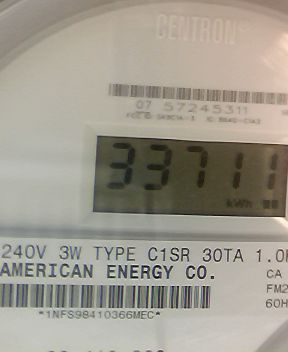 CENTRON®
07 57245311
33711
kWh
240V 3W TYPE C1SR 30TA 1.0
AMERICAN ENERGY CO.
CA
FM2
60H
*1NFS98410366MEC*